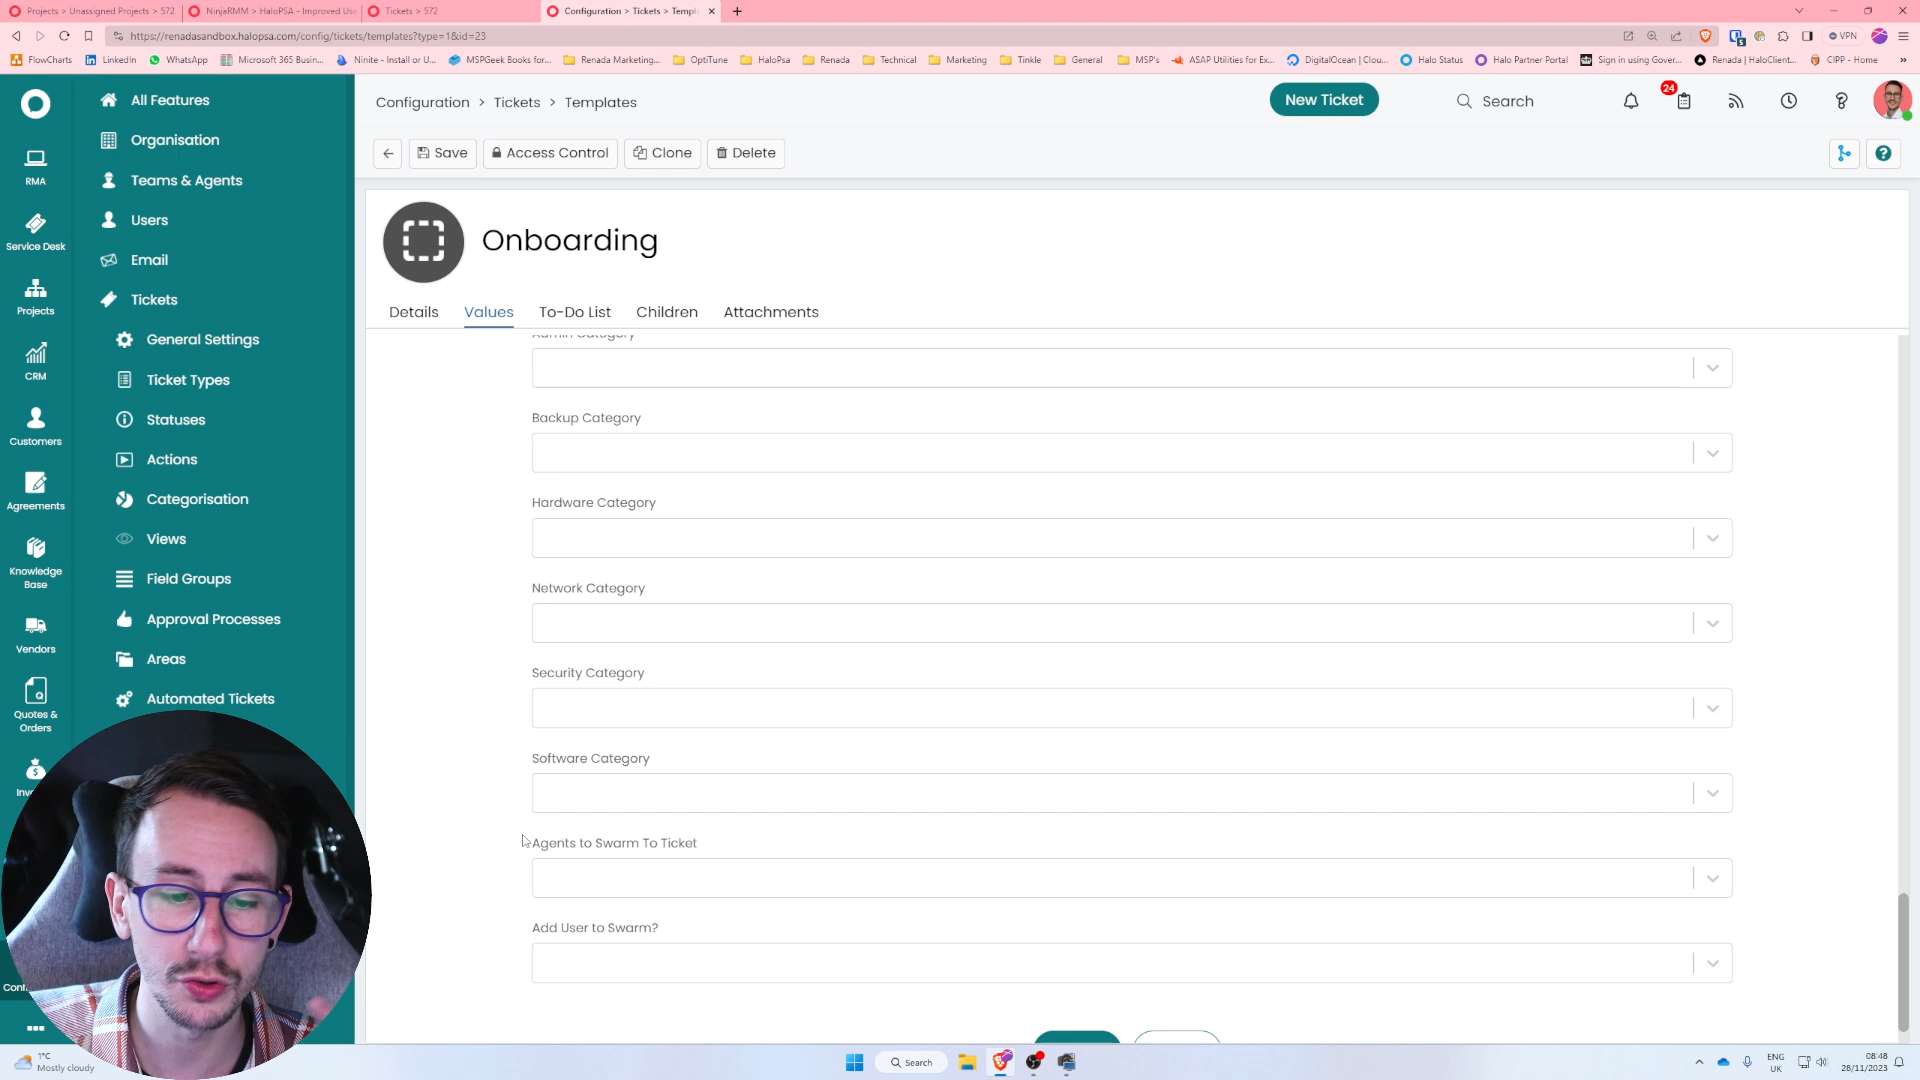 Projects > Unassigned Projects > 572
NinjaRMM > HaloPSA - Improved Use
Tickets > 572
Configuration > Tickets > Templ
https://renadasandbox.halopsa.com/config/tickets/templates?type=1&id=23
VPN
FlowCharts
LinkedIn
WhatsApp
Microsoft 365 Busin...
Ninite - Install or U...
MSPGeek Books for...
Renada Marketing...
OptiTune
HaloPsa
Renada
Technical
Marketing
Tinkle
General
MSP's
ASAP Utilities for Ex...
DigitalOcean | Clou...
Halo Status
Halo Partner Portal
Sign in using Gover...
Renada | HaloClient...
CIPP - Home
RMA
Service Desk
Projects
CRM
Customers
Agreements
Knowledge
Base
Vendors
Quotes &
Orders
All Features
Organisation
Teams & Agents
Users
Email
Tickets
General Settings
Ticket Types
Statuses
Actions
Categorisation
Views
Field Groups
Approval Processes
Areas
Automated Tickets
Configuration > Tickets > Templates
New Ticket
Search
24
Save
Access Control
Clone
Delete
Onboarding
Details
Values
To-Do List
Children
Attachments
Admin Category
Backup Category
Hardware Category
Network Category
Security Category
Software Category
Agents to Swarm To Ticket
Add User to Swarm?
1°C
Mostly cloudy
Search
ENG
UK
08:48
28/11/2023